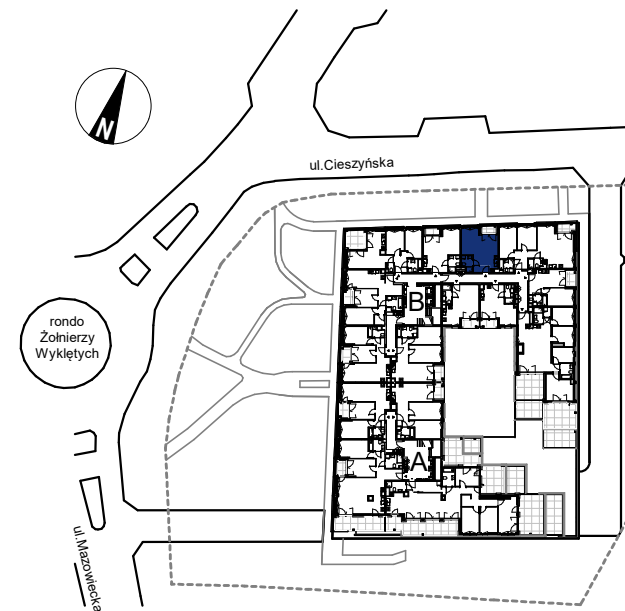 N
ul.Cieszyńska
B
rondo
Żołnierzy
Wyklętych
A
ul.Mazowiecka